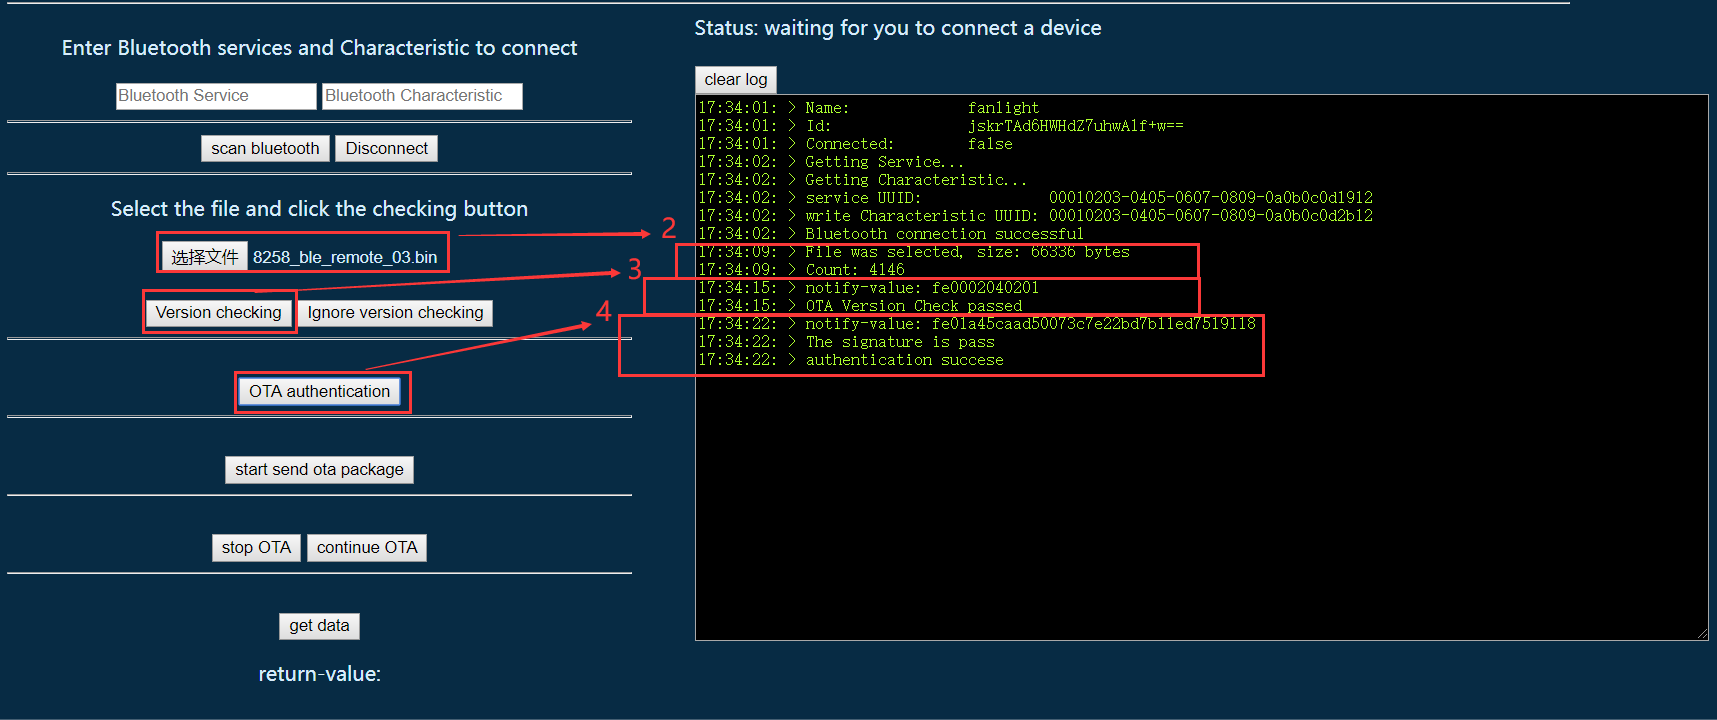 Enter Bluetooth services and Characteristic to connect
Bluetooth Service Bluetooth Characteristic
scan bluetooth Disconnect
Select the file and click the checking button
选择文件 8258_ble_remote_03.bin
Version checking Ignore version checking
OTA authentication
start send ota package
stop OTA continue OTA
get data
return-value:
2
3
4
Status: waiting for you to connect a device
clear log
17:34:01: > Name: fanlight
17:34:01: > Id: jskrTAd6HWHdZ7uhwAlf+w==
17:34:01: > Connected: false
17:34:02: > Getting Service...
17:34:02: > Getting Characteristic...
17:34:02: > service UUID: 00010203-0405-0607-0809-0a0b0c0d1912
17:34:02: > write Characteristic UUID: 00010203-0405-0607-0809-0a0b0c0d2b12
17:34:02: > Bluetooth connection successful
17:34:09: > File was selected, size: 66336 bytes
17:34:09: > Count: 4146
17:34:15: > notify-value: fe0002040201
17:34:15: > OTA Version Check passed
17:34:22: > notify-value: fe01a45caad50073c7e22bd7b11ed7519118
17:34:22: > The signature is pass
17:34:22: > authentication succese